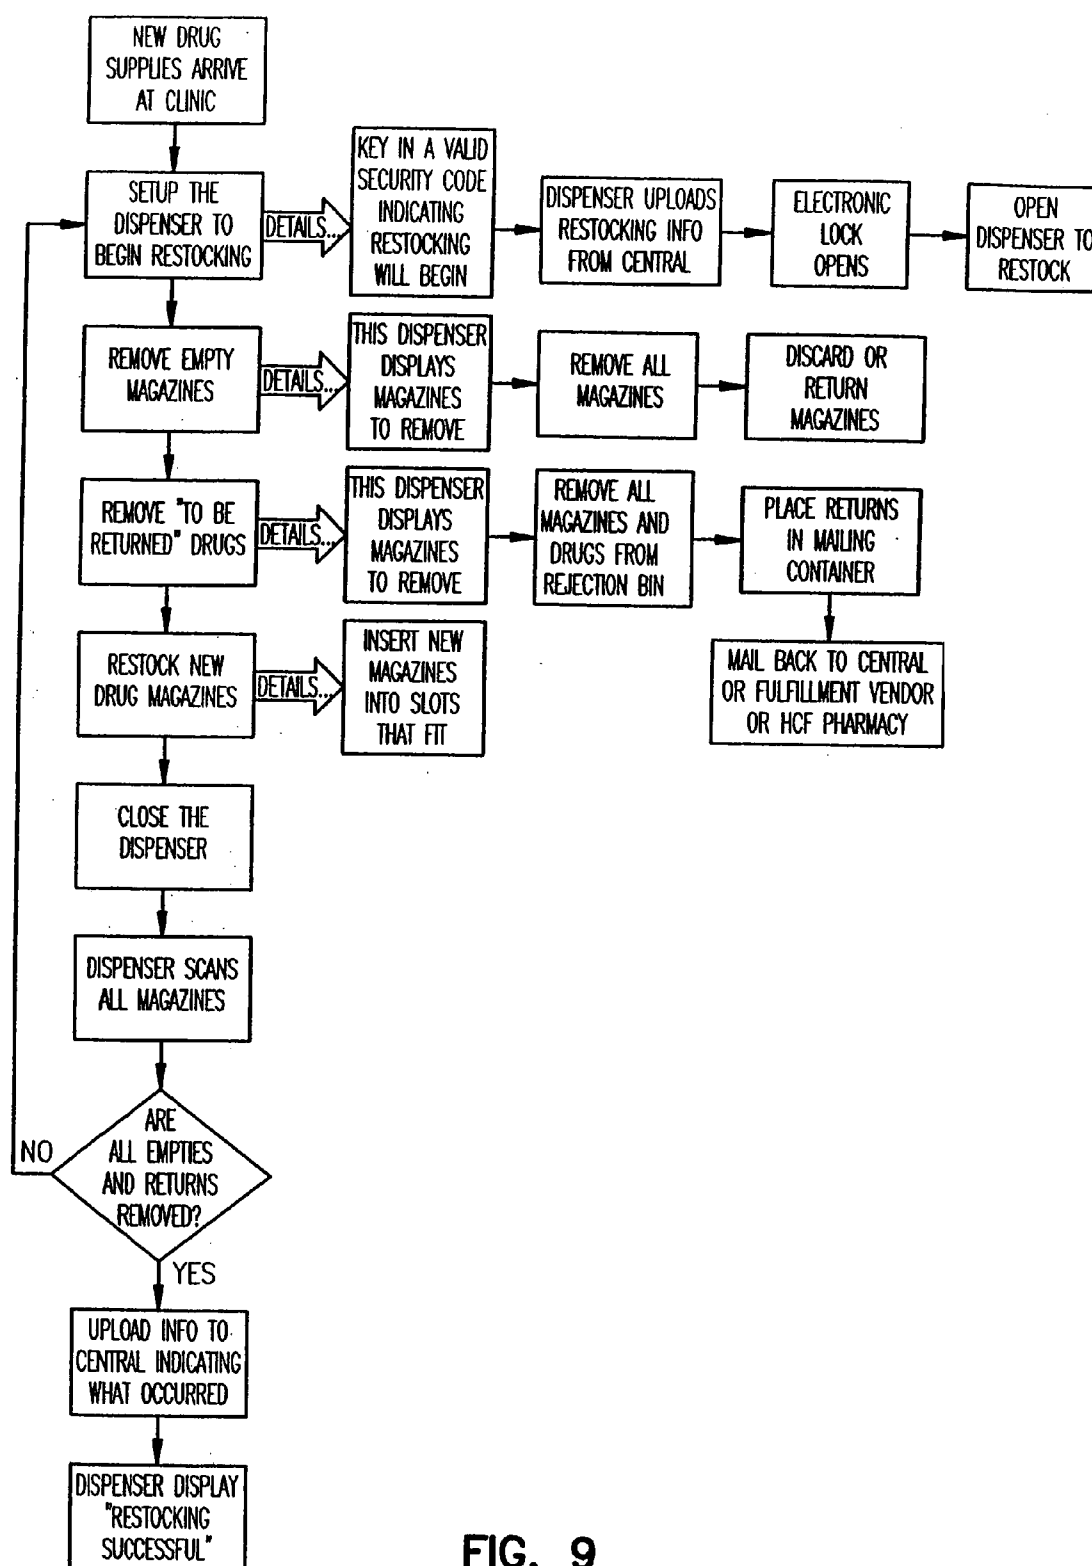 NEW DRUG
SUPPLIES ARRIVE
AT CLINIC
SETUP THE
DISPENSER TO
BEGIN RESTOCKING
DETAILS...
KEY IN A VALID
SECURITY CODE
INDICATING
RESTOCKING
WILL BEGIN
DISPENSER UPLOADS
RESTOCKING INFO
FROM CENTRAL
ELECTRONIC
LOCK
OPENS
OPEN
DISPENSER TO
RESTOCK
REMOVE EMPTY
MAGAZINES
DETAILS...
THIS DISPENSER
DISPLAYS
MAGAZINES
TO REMOVE
REMOVE ALL
MAGAZINES
DISCARD OR
RETURN
MAGAZINES
REMOVE "TO BE
RETURNED" DRUGS
DETAILS...
THIS DISPENSER
DISPLAYS
MAGAZINES
TO REMOVE
REMOVE ALL
MAGAZINES AND
DRUGS FROM
REJECTION BIN
PLACE RETURNS
IN MAILING
CONTAINER
MAIL BACK TO CENTRAL
OR FULFILLMENT VENDOR
OR HCF PHARMACY
RESTOCK NEW
DRUG MAGAZINES
DETAILS...
INSERT NEW
MAGAZINES
INTO SLOTS
THAT FIT
CLOSE THE
DISPENSER
DISPENSER SCANS
ALL MAGAZINES
ARE
ALL EMPTIES
AND RETURNS
REMOVED?
NO
YES
UPLOAD INFO TO
CENTRAL INDICATING
WHAT OCCURRED
DISPENSER DISPLAY
"RESTOCKING
SUCCESSFUL"
FIG. 9